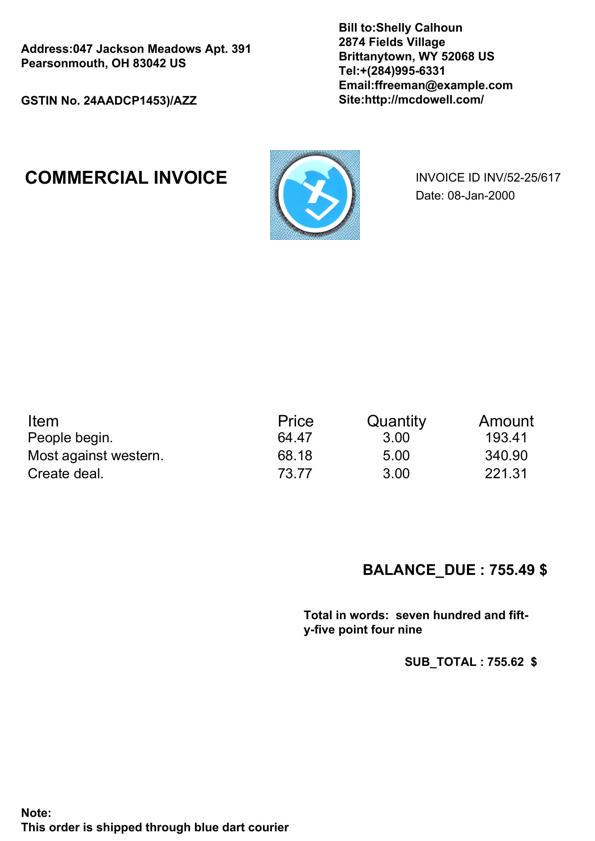 Address:047 Jackson Meadows Apt. 391
Pearsonmouth, OH 83042 US
GSTIN No. 24AADCP1453)/AZZ
Bill to:Shelly Calhoun
2874 Fields Village
Brittanytown, WY 52068 US
Tel:+(284)995-6331
Email:ffreeman@example.com
Site:http://mcdowell.com/
COMMERCIAL INVOICE
INVOICE ID INV/52-25/617
Date: 08-Jan-2000
Item Price Quantity Amount
People begin. 64.47 3.00 193.41
Most against western. 68.18 5.00 340.90
Create deal. 73.77 3.00 221.31
BALANCE_DUE : 755.49 $
Total in words:  seven hundred and fift-
y-five point four nine
SUB_TOTAL : 755.62  $
Note:
This order is shipped through blue dart courier